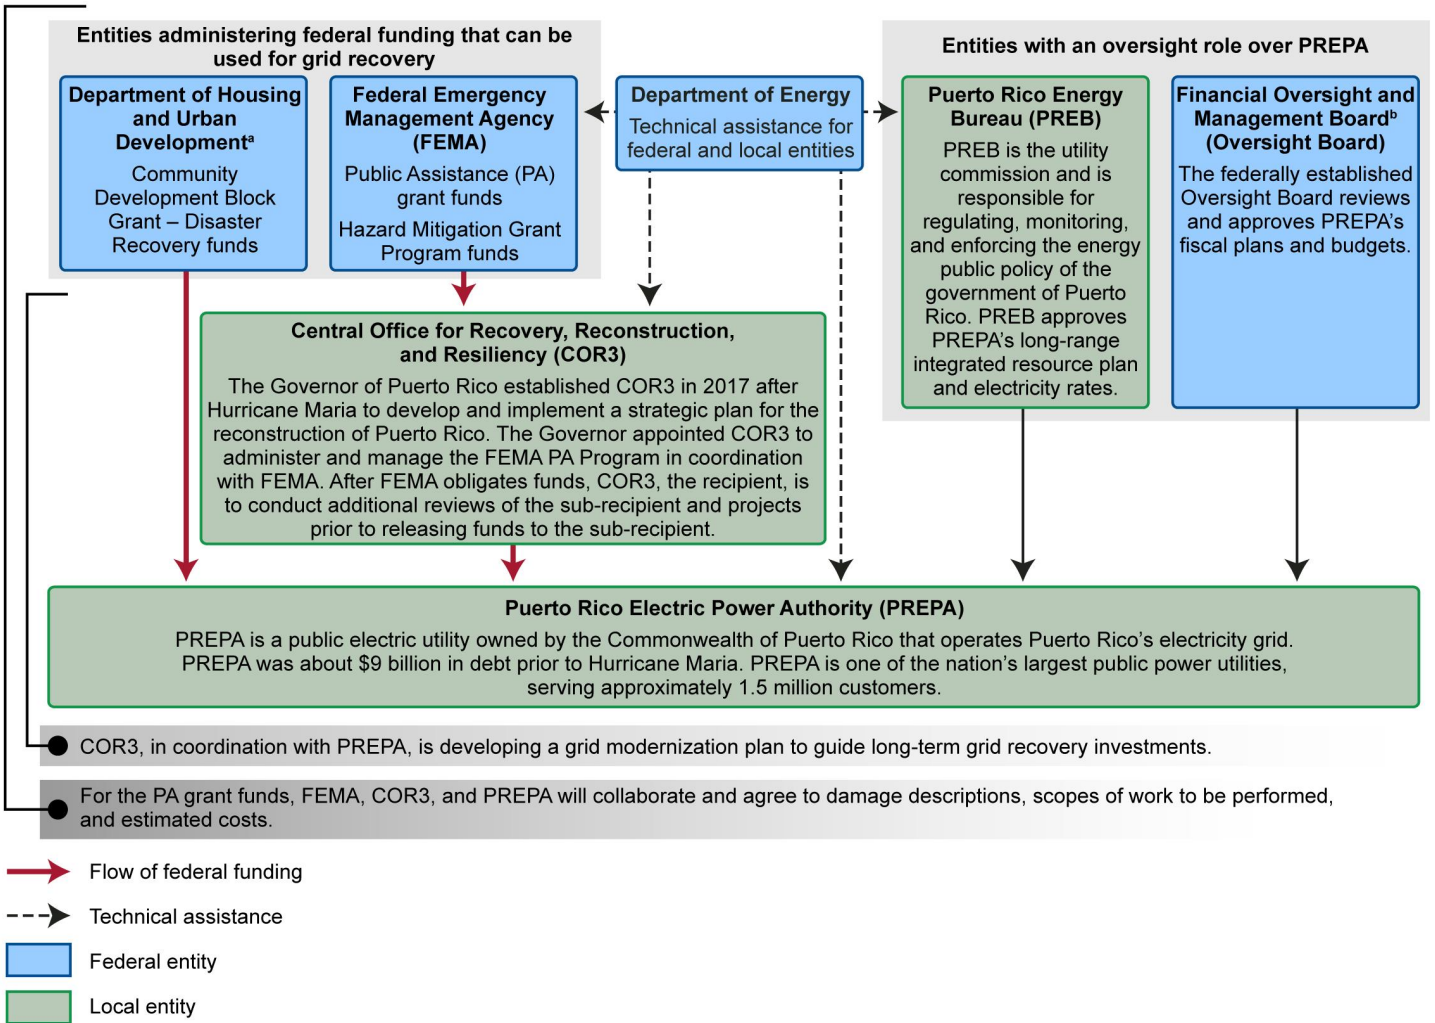 Entities administering federal funding that can be
used for grid recovery
Department of Housing
and Urban
Developmentᵃ
Community
Development Block
Grant – Disaster
Recovery funds
Federal Emergency
Management Agency
(FEMA)
Public Assistance (PA)
grant funds
Hazard Mitigation Grant
Program funds
Department of Energy
Technical assistance for
federal and local entities
Entities with an oversight role over PREPA
Puerto Rico Energy
Bureau (PREB)
PREB is the utility
commission and is
responsible for
regulating, monitoring,
and enforcing the energy
public policy of the
government of Puerto
Rico. PREB approves
PREPA’s long-range
integrated resource plan
and electricity rates.
Financial Oversight and
Management Boardᵇ
(Oversight Board)
The federally established
Oversight Board reviews
and approves PREPA’s
fiscal plans and budgets.
Central Office for Recovery, Reconstruction,
and Resiliency (COR3)
The Governor of Puerto Rico established COR3 in 2017 after
Hurricane Maria to develop and implement a strategic plan for the
reconstruction of Puerto Rico. The Governor appointed COR3 to
administer and manage the FEMA PA Program in coordination
with FEMA. After FEMA obligates funds, COR3, the recipient, is
to conduct additional reviews of the sub-recipient and projects
prior to releasing funds to the sub-recipient.
Puerto Rico Electric Power Authority (PREPA)
PREPA is a public electric utility owned by the Commonwealth of Puerto Rico that operates Puerto Rico’s electricity grid.
PREPA was about $9 billion in debt prior to Hurricane Maria. PREPA is one of the nation’s largest public power utilities,
serving approximately 1.5 million customers.
COR3, in coordination with PREPA, is developing a grid modernization plan to guide long-term grid recovery investments.
For the PA grant funds, FEMA, COR3, and PREPA will collaborate and agree to damage descriptions, scopes of work to be performed,
and estimated costs.
Flow of federal funding
Technical assistance
Federal entity
Local entity